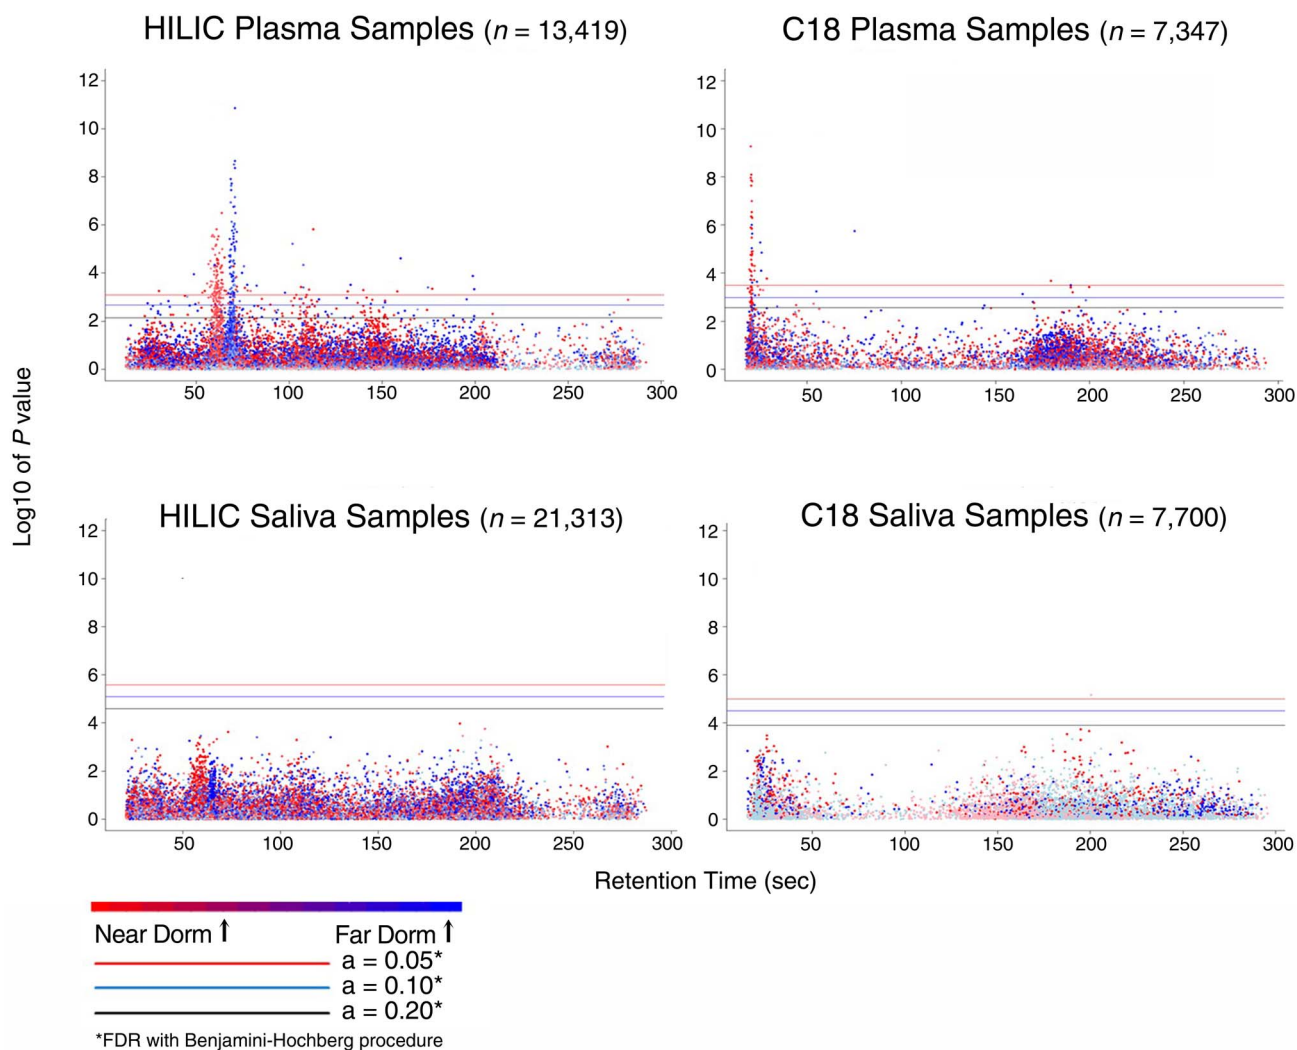 HILIC Plasma Samples (n = 13,419)
C18 Plasma Samples (n = 7,347)
12
10
8
6
4
2
0
50 100 150 200 250 300
12
10
8
6
4
2
0
50 100 150 200 250 300
Log10 of P value
HILIC Saliva Samples (n = 21,313)
C18 Saliva Samples (n = 7,700)
12
10
8
6
4
2
0
50 100 150 200 250 300
12
10
8
6
4
2
0
50 100 150 200 250 300
Retention Time (sec)
Near Dorm ↑ Far Dorm ↑
a = 0.05*
a = 0.10*
a = 0.20*
*FDR with Benjamini-Hochberg procedure